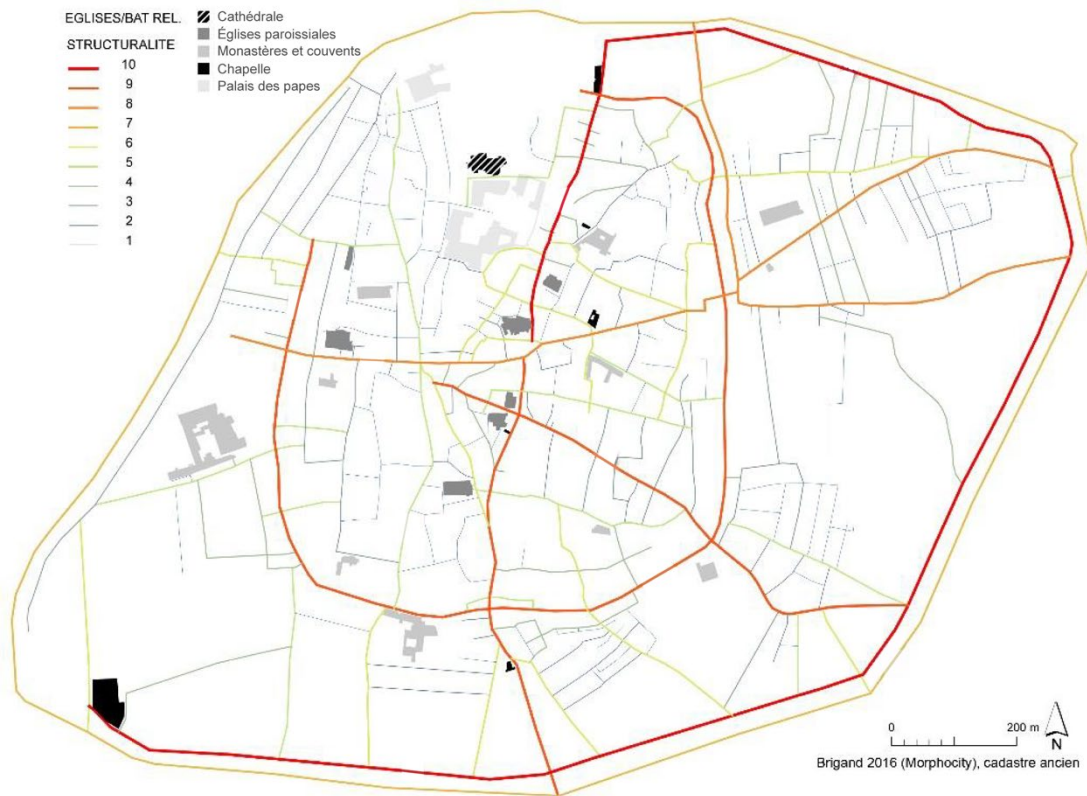 EGLISES/BAT REL.
Cathédrale
Églises paroissiales
Monastères et couvents
Chapelle
Palais des papes
STRUCTURALITE
10
9
8
7
6
5
4
3
2
1
0 200 m
N
Brigand 2016 (Morphocity), cadastre ancien